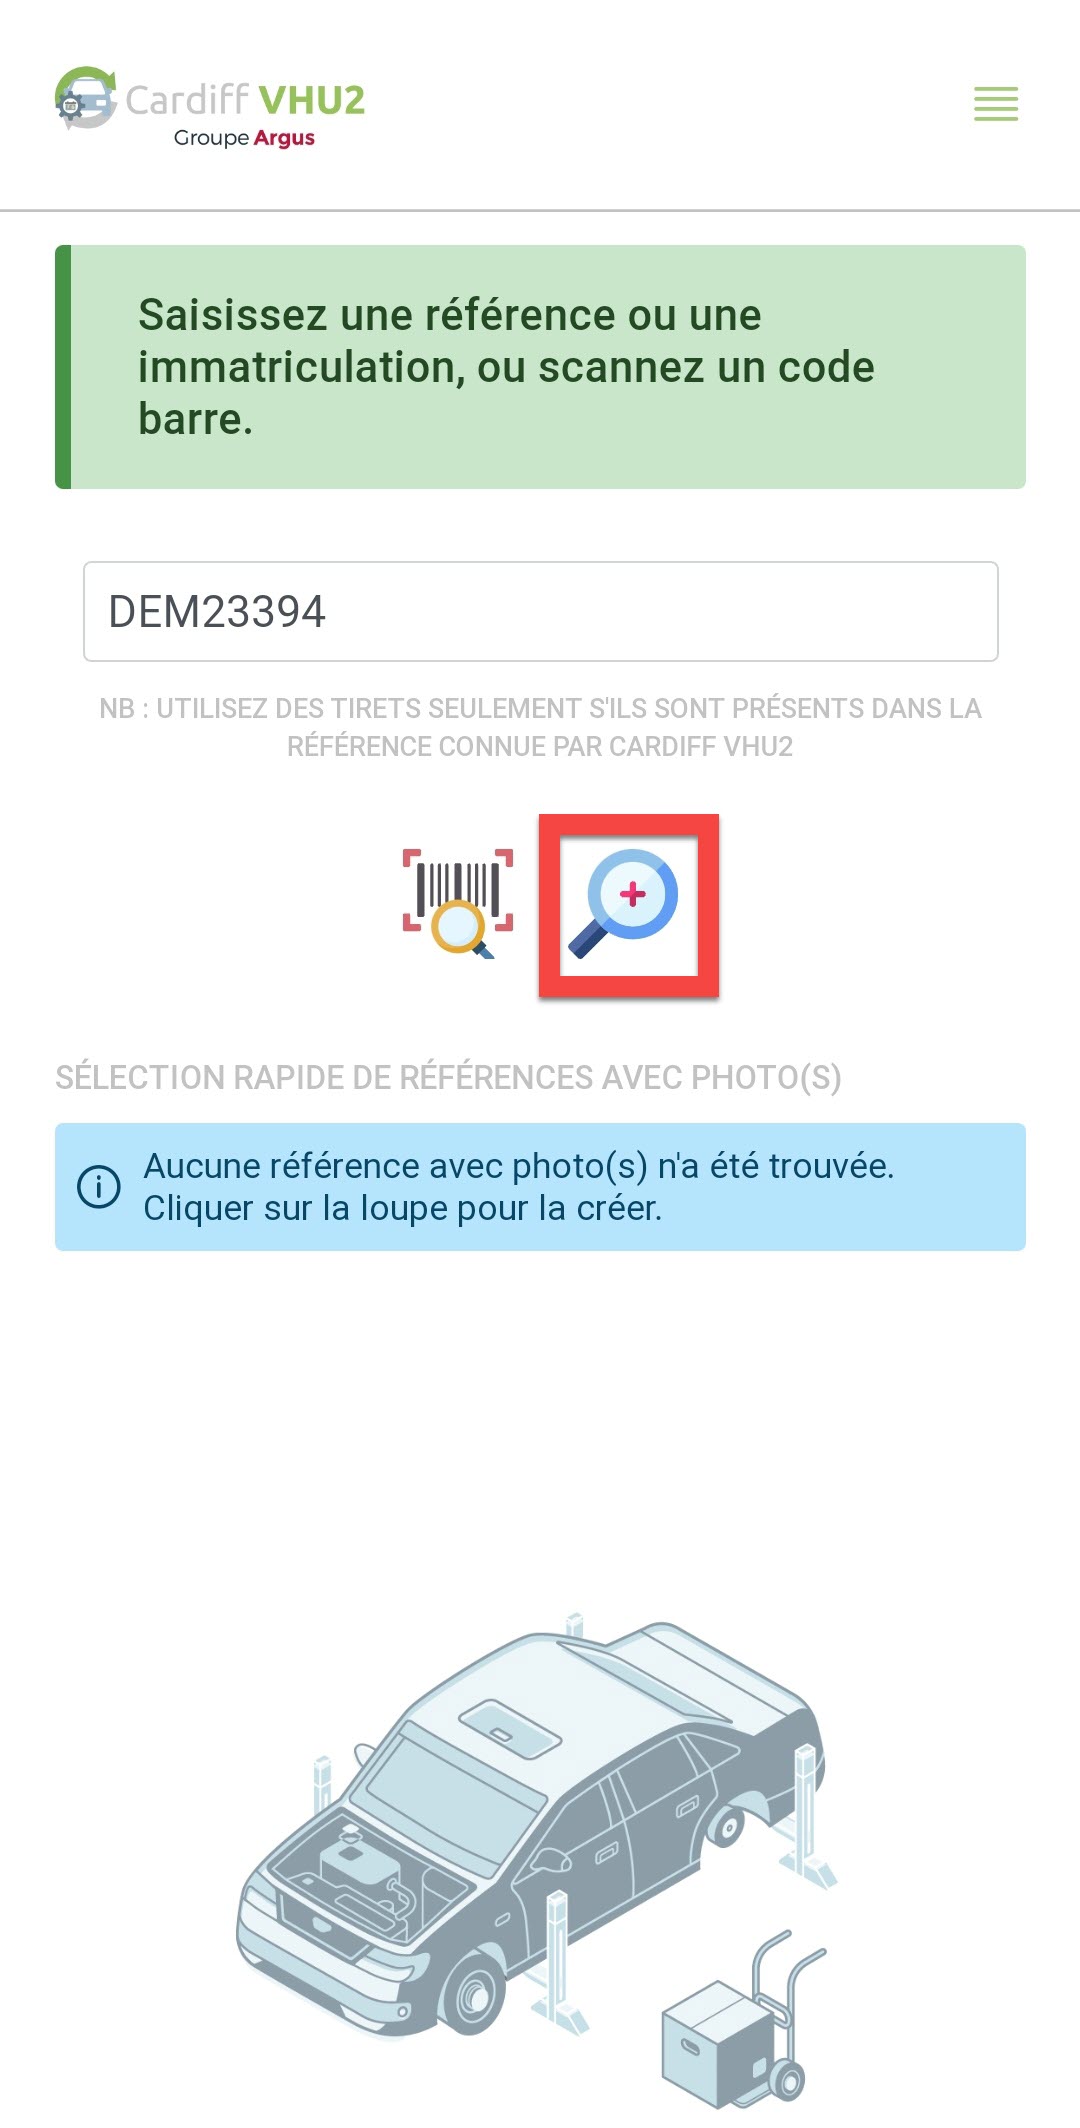 Cardiff VHU2
Groupe Argus
Saisissez une référence ou une
immatriculation, ou scannez un code
barre.
DEM23394
NB : UTILISEZ DES TIRETS SEULEMENT S'ILS SONT PRÉSENTS DANS LA
RÉFÉRENCE CONNUE PAR CARDIFF VHU2
SÉLECTION RAPIDE DE RÉFÉRENCES AVEC PHOTO(S)
Aucune référence avec photo(s) n'a été trouvée.
Cliquer sur la loupe pour la créer.